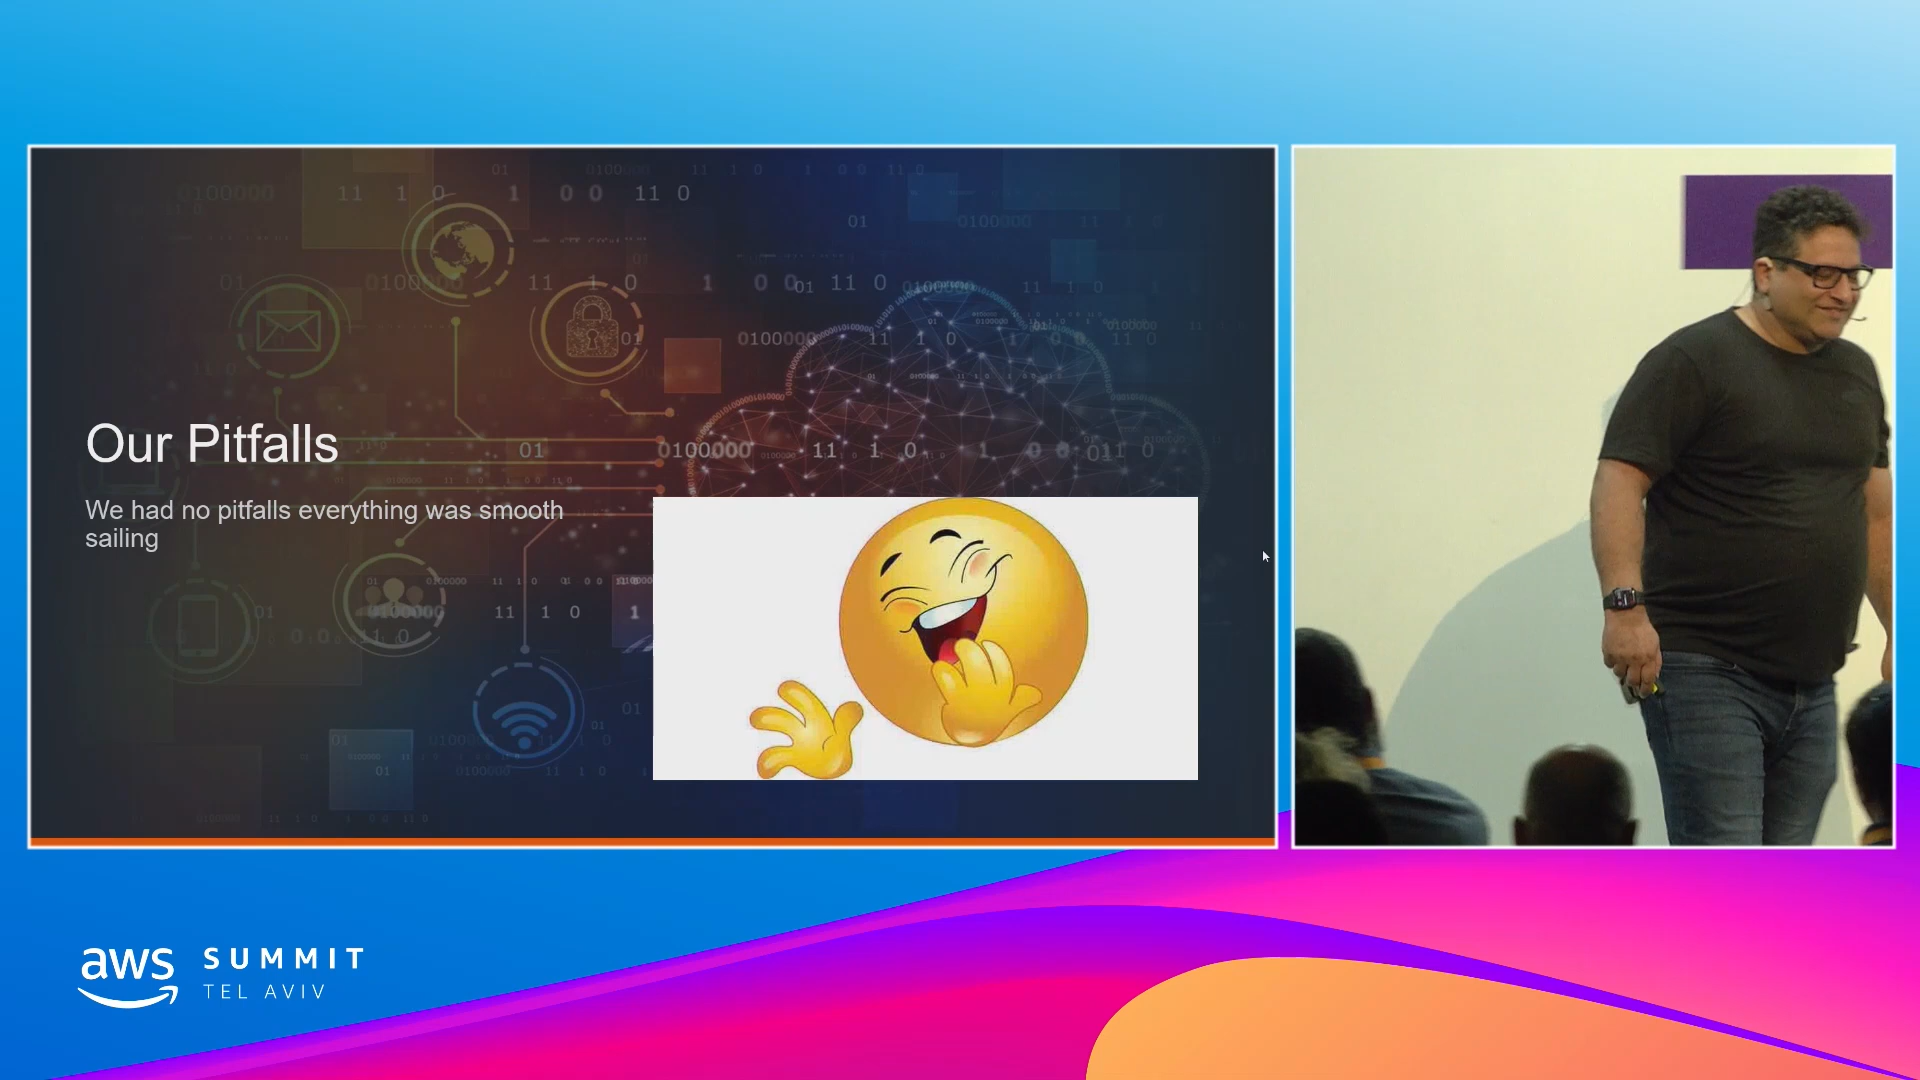 Our Pitfalls
We had no pitfalls everything was smooth
sailing
aws SUMMIT
TEL AVIV